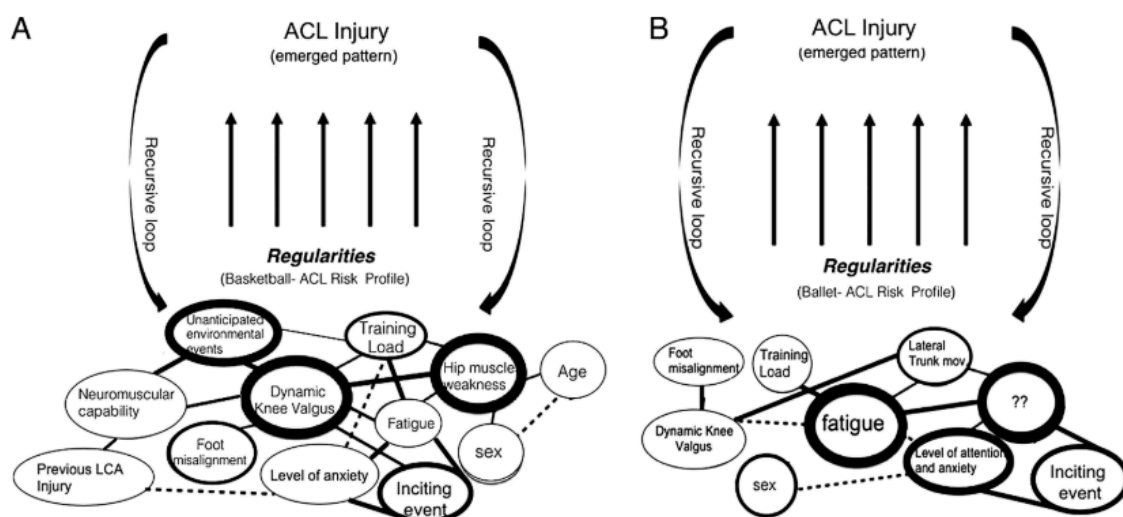 A
ACL Injury
(emerged pattern)
Recursive loop
Recursive loop
Regularities
(Basketball- ACL Risk Profile)
Unanticipated
environmental
events
Training
Load
Hip muscles
weakness
Age
Neuromuscular
capability
Dynamic
Knee Valgus
Fatigue
sex
Foot
misalignment
Previous LCA
Injury
Level of anxiety
Inciting
event
B
ACL Injury
(emerged pattern)
Recursive loop
Recursive loop
Regularities
(Ballet- ACL Risk Profile)
Foot
misalignment
Training
Load
Lateral
Trunk mov
??
Dynamic Knee
Valgus
fatigue
Level of attention
and anxiety
sex
Inciting
event